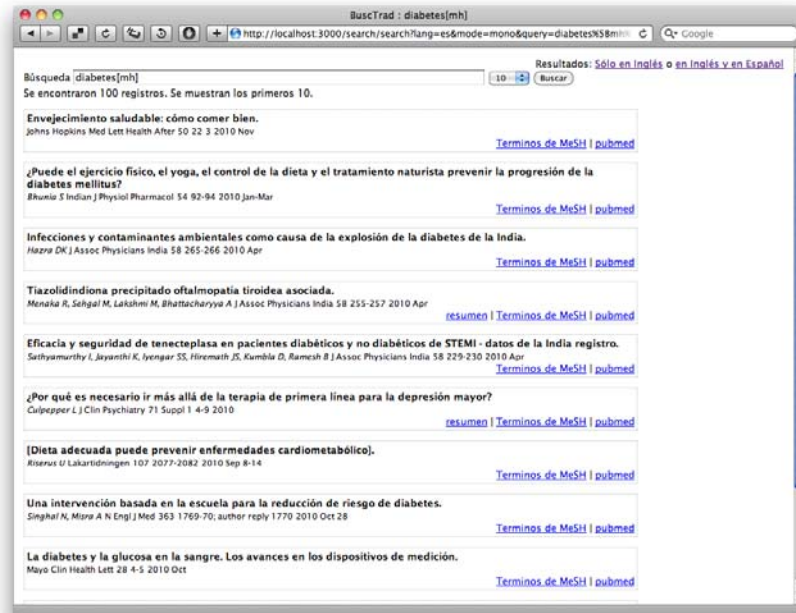 BuscTrad : diabetes[mh]
http://localhost:3000/search/search?lang=es&mode=mono&query=diabetes%5Bmh%
Google
Resultados: Sólo en Inglés o en Inglés y en Español
Búsqueda diabetes[mh] 10 Buscar
Se encontraron 100 registros. Se muestran los primeros 10.
Envejecimiento saludable: cómo comer bien.
Johns Hopkins Med Lett Health After 50 22 3 2010 Nov
Terminos de MeSH | pubmed
¿Puede el ejercicio físico, el yoga, el control de la dieta y el tratamiento naturista prevenir la progresión de la
diabetes mellitus?
Bhunia S Indian J Physiol Pharmacol 54 92-94 2010 Jan-Mar
Terminos de MeSH | pubmed
Infecciones y contaminantes ambientales como causa de la explosión de la diabetes de la India.
Hazra DK J Assoc Physicians India 58 265-266 2010 Apr
Terminos de MeSH | pubmed
Tiazolidindiona precipitado oftalmopatía tiroidea asociada.
Menaka R, Sehgal M, Lakshmi M, Bhattacharyya A J Assoc Physicians India 58 255-257 2010 Apr
resumen | Terminos de MeSH | pubmed
Eficacia y seguridad de tenecteplasa en pacientes diabéticos y no diabéticos de STEMI - datos de la India registro.
Sathyamurthy I, Jayanthi K, Iyengar SS, Hiremath JS, Kumbla D, Ramesh B J Assoc Physicians India 58 229-230 2010 Apr
Terminos de MeSH | pubmed
¿Por qué es necesario ir más allá de la terapia de primera línea para la depresión mayor?
Culpepper L J Clin Psychiatry 71 Suppl 1 4-9 2010
resumen | Terminos de MeSH | pubmed
[Dieta adecuada puede prevenir enfermedades cardiometabólico].
Riserus U Lakartidningen 107 2077-2082 2010 Sep 8-14
Terminos de MeSH | pubmed
Una intervención basada en la escuela para la reducción de riesgo de diabetes.
Singhal N, Misra A N Engl J Med 363 1769-70; author reply 1770 2010 Oct 28
Terminos de MeSH | pubmed
La diabetes y la glucosa en la sangre. Los avances en los dispositivos de medición.
Mayo Clin Health Lett 28 4-5 2010 Oct
Terminos de MeSH | pubmed